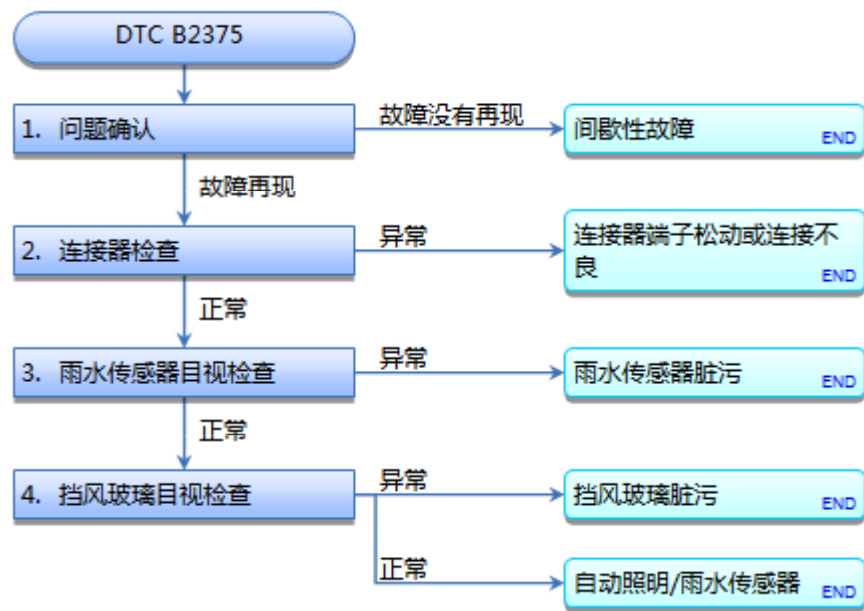 DTC B2375
1. 问题确认
故障没有再现
间歇性故障
END
故障再现
2. 连接器检查
异常
连接器端子松动或连接不
良
END
正常
3. 雨水传感器目视检查
异常
雨水传感器脏污
END
正常
4. 挡风玻璃目视检查
异常
挡风玻璃脏污
END
正常
自动照明/雨水传感器
END